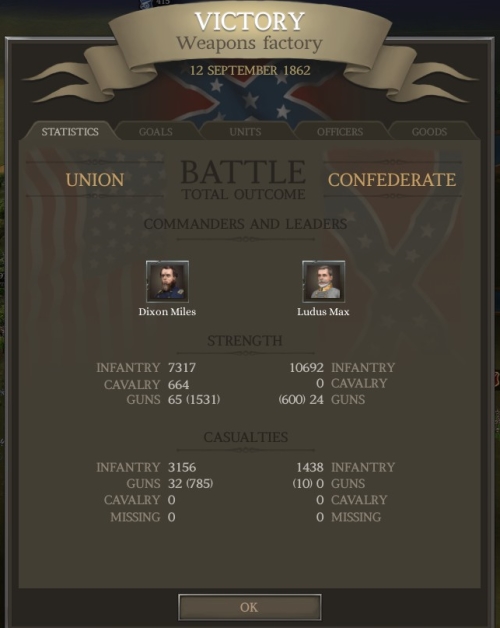 VICTORY
Weapons factory
12 SEPTEMBER 1862
STATISTICS GOALS UNITS OFFICERS GOODS
UNION BATTLE CONFEDERATE
TOTAL OUTCOME
COMMANDERS AND LEADERS
Dixon Miles Ludus Max
STRENGTH
INFANTRY 7317 10692 INFANTRY
CAVALRY 664 0 CAVALRY
GUNS 65 (1531) (600) 24 GUNS
CASUALTIES
INFANTRY 3156 1438 INFANTRY
GUNS 32 (785) (10) 0 GUNS
CAVALRY 0 0 CAVALRY
MISSING 0 0 MISSING
OK